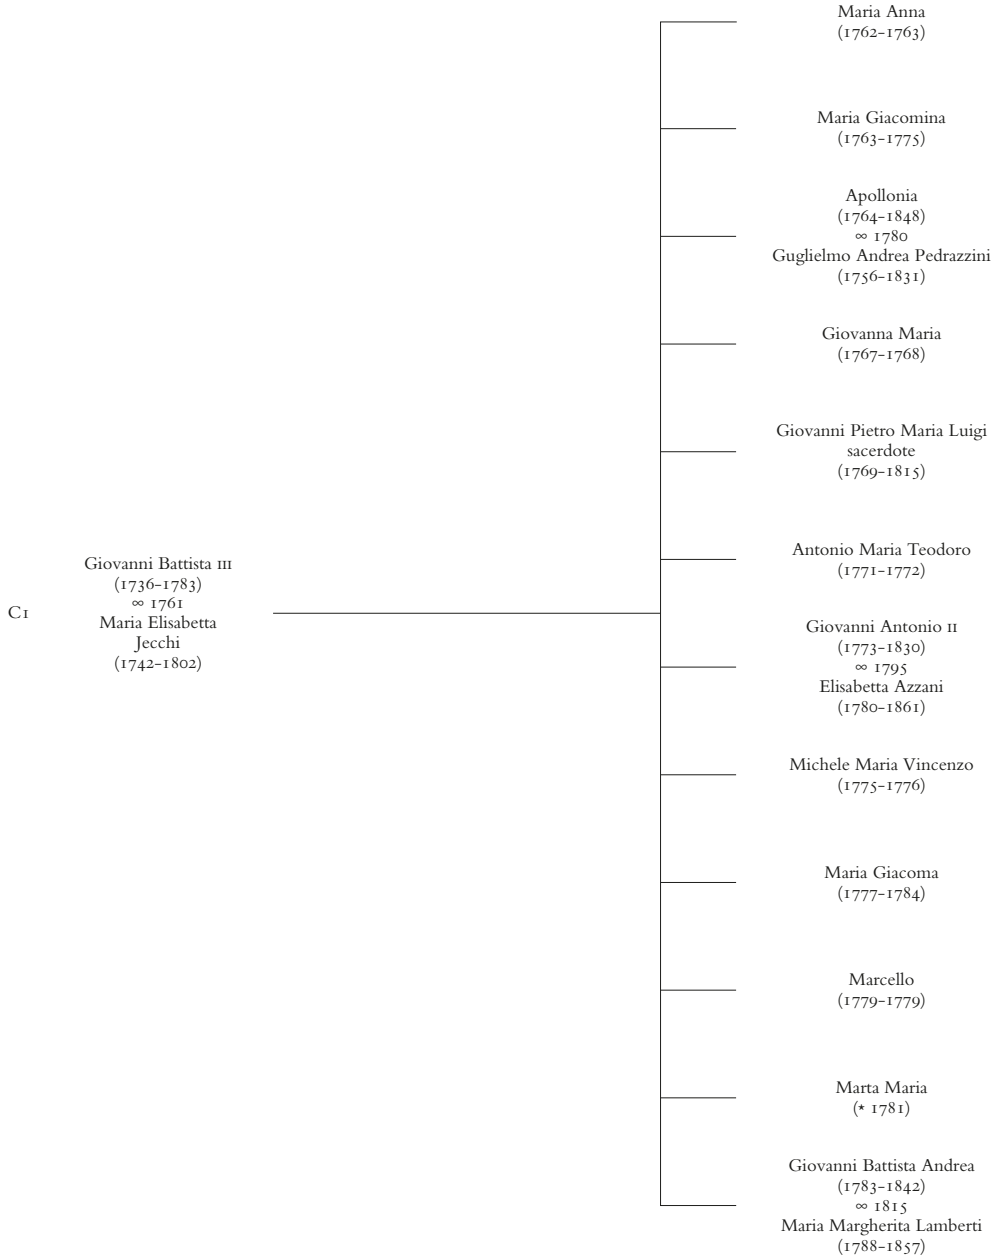 Maria Anna
(1762-1763)
Maria Giacomina
(1763-1775)
Apollonia
(1764-1848)
∞ 1780
Guglielmo Andrea Pedrazzini
(1756-1831)
Giovanna Maria
(1767-1768)
Giovanni Pietro Maria Luigi
sacerdote
(1769-1815)
Antonio Maria Teodoro
(1771-1772)
C1
Giovanni Battista III
(1736-1783)
∞ 1761
Maria Elisabetta
Jecchi
(1742-1802)
Giovanni Antonio II
(1773-1830)
∞ 1795
Elisabetta Azzani
(1780-1861)
Michele Maria Vincenzo
(1775-1776)
Maria Giacoma
(1777-1784)
Marcello
(1779-1779)
Marta Maria
(⋆ 1781)
Giovanni Battista Andrea
(1783-1842)
∞ 1815
Maria Margherita Lamberti
(1788-1857)